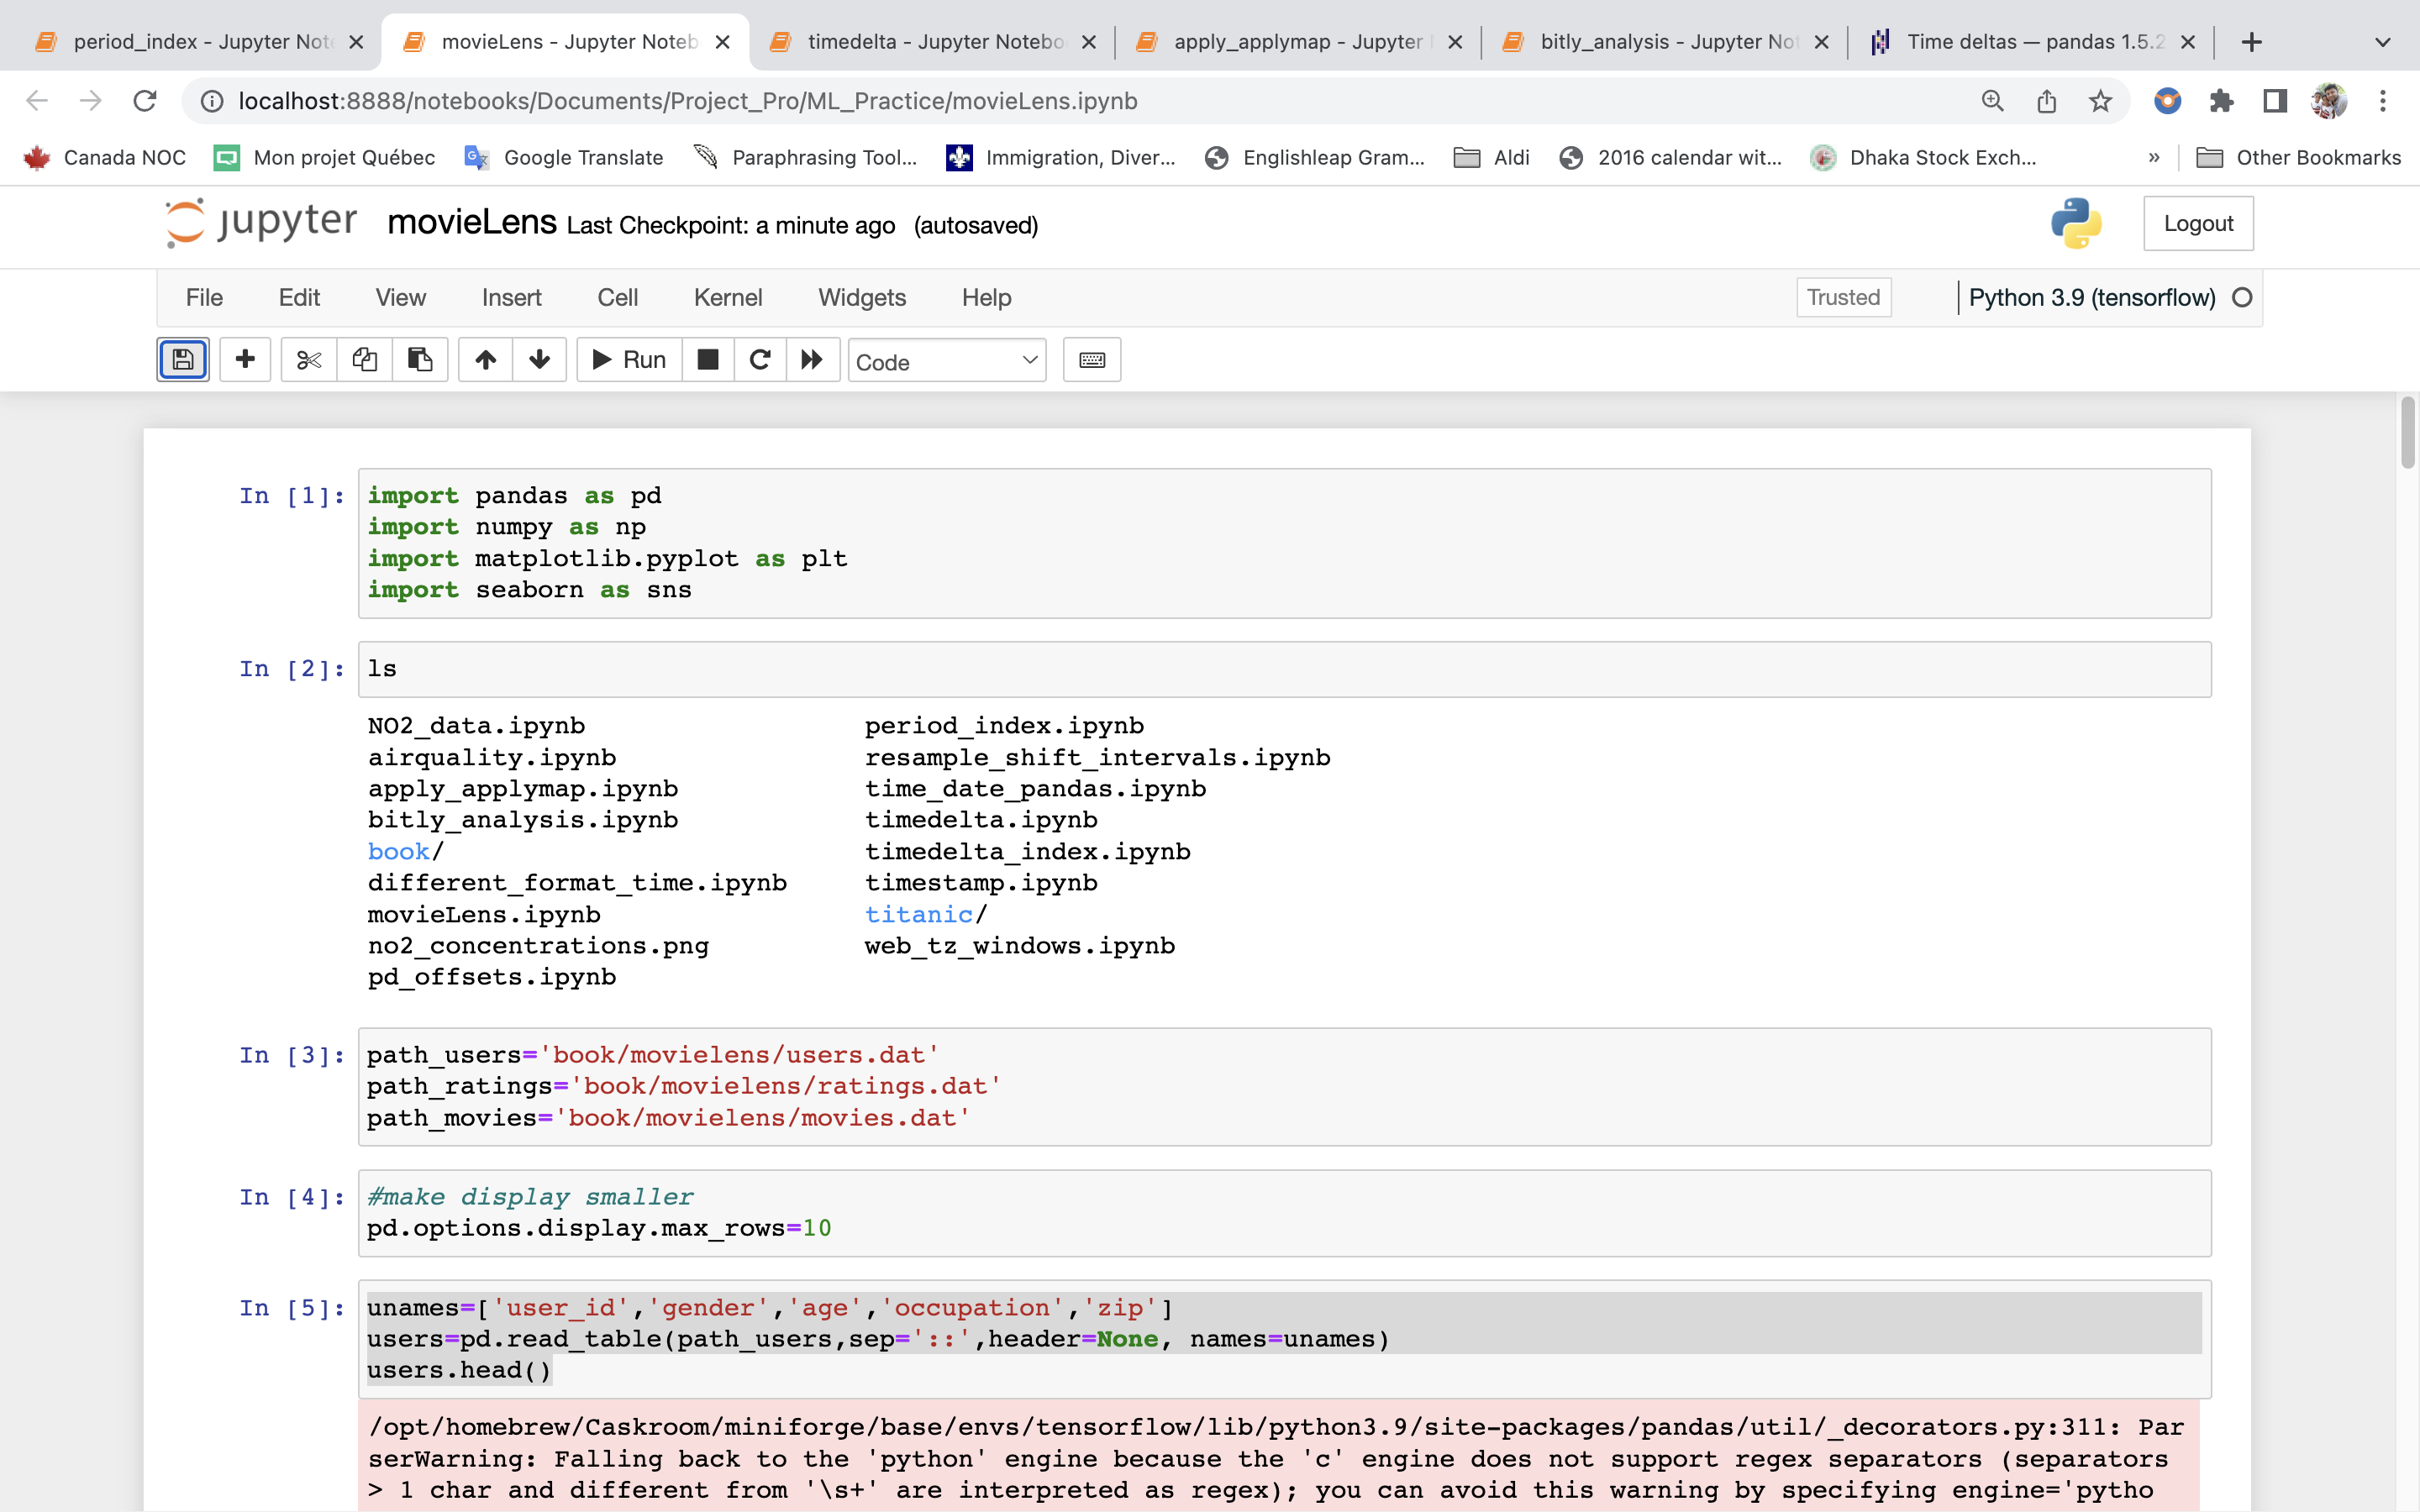 period_index - Jupyter Not
movieLens - Jupyter Noteb
timedelta - Jupyter Notebo
apply_applymap - Jupyter
bitly_analysis - Jupyter Not
Time deltas — pandas 1.5.2
localhost:8888/notebooks/Documents/Project_Pro/ML_Practice/movieLens.ipynb
Canada NOC Mon projet Québec Google Translate Paraphrasing Tool... Immigration, Diver... Englishleap Gram... Aldi 2016 calendar wit... Dhaka Stock Exch... » Other Bookmarks
jupyter movieLens Last Checkpoint: a minute ago (autosaved) Logout
File Edit View Insert Cell Kernel Widgets Help Trusted Python 3.9 (tensorflow)
Run Code
In [1]: import pandas as pd
import numpy as np
import matplotlib.pyplot as plt
import seaborn as sns
In [2]: ls
NO2_data.ipynb period_index.ipynb
airquality.ipynb resample_shift_intervals.ipynb
apply_applymap.ipynb time_date_pandas.ipynb
bitly_analysis.ipynb timedelta.ipynb
book/ timedelta_index.ipynb
different_format_time.ipynb timestamp.ipynb
movieLens.ipynb titanic/
no2_concentrations.png web_tz_windows.ipynb
pd_offsets.ipynb
In [3]: path_users='book/movielens/users.dat'
path_ratings='book/movielens/ratings.dat'
path_movies='book/movielens/movies.dat'
In [4]: #make display smaller
pd.options.display.max_rows=10
In [5]: unames=['user_id','gender','age','occupation','zip']
users=pd.read_table(path_users,sep='::',header=None, names=unames)
users.head()
/opt/homebrew/Caskroom/miniforge/base/envs/tensorflow/lib/python3.9/site-packages/pandas/util/_decorators.py:311: Par
serWarning: Falling back to the 'python' engine because the 'c' engine does not support regex separators (separators
> 1 char and different from '\s+' are interpreted as regex); you can avoid this warning by specifying engine='pytho